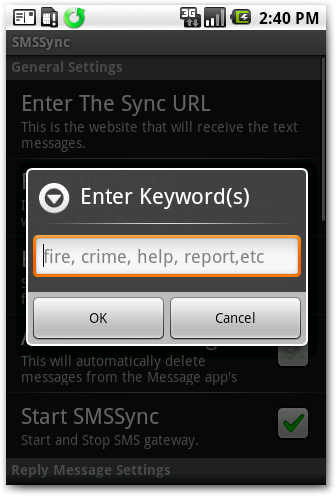 3G 2:40 PM
SMSSync
General Settings
Enter The Sync URL
This is the website that will receive the text
messages.
Enter Keyword(s)
fire, crime, help, report,etc
OK Cancel
This will automatically delete
messages from the Message app's
Start SMSSync
Start and Stop SMS gateway.
Reply Message Settings